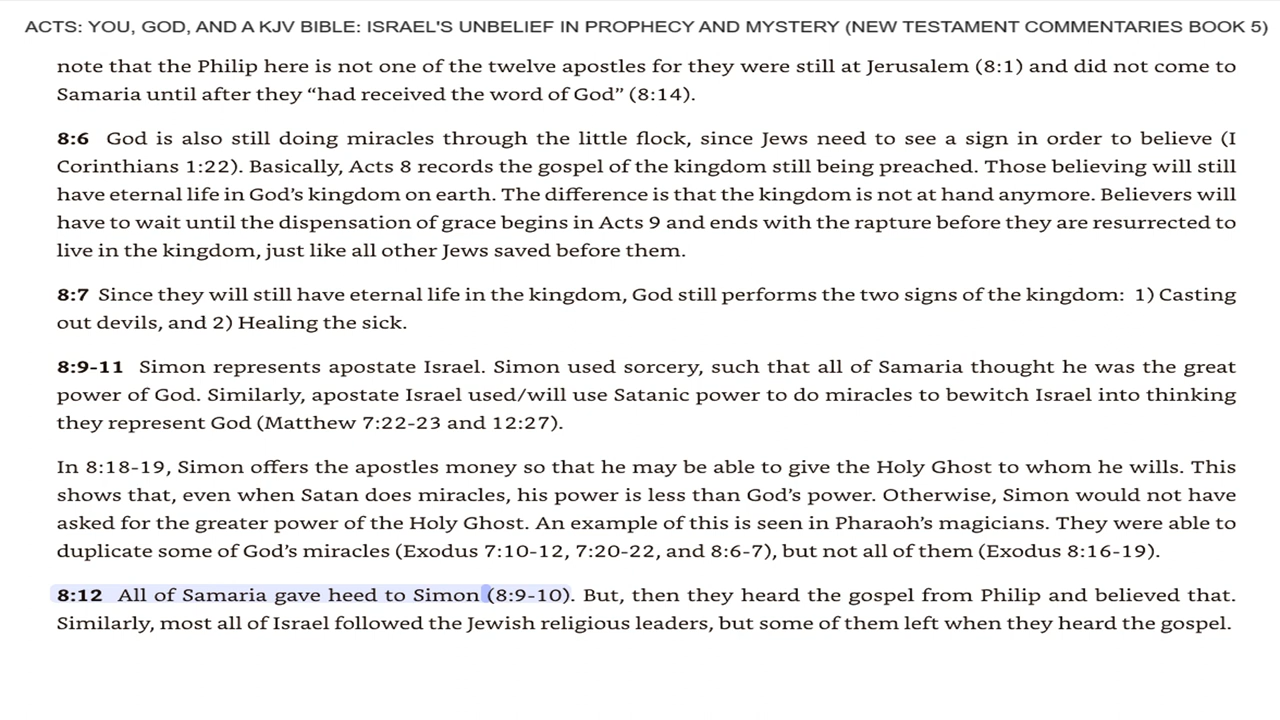 ACTS: YOU, GOD, AND A KJV BIBLE: ISRAEL'S UNBELIEF IN PROPHECY AND MYSTERY (NEW TESTAMENT COMMENTARIES BOOK 5)
note that the Philip here is not one of the twelve apostles for they were still at Jerusalem (8:1) and did not come to
Samaria until after they “had received the word of God” (8:14).
8:6 God is also still doing miracles through the little flock, since Jews need to see a sign in order to believe (I
Corinthians 1:22). Basically, Acts 8 records the gospel of the kingdom still being preached. Those believing will still
have eternal life in God’s kingdom on earth. The difference is that the kingdom is not at hand anymore. Believers will
have to wait until the dispensation of grace begins in Acts 9 and ends with the rapture before they are resurrected to
live in the kingdom, just like all other Jews saved before them.
8:7 Since they will still have eternal life in the kingdom, God still performs the two signs of the kingdom: 1) Casting
out devils, and 2) Healing the sick.
8:9-11 Simon represents apostate Israel. Simon used sorcery, such that all of Samaria thought he was the great
power of God. Similarly, apostate Israel used/will use Satanic power to do miracles to bewitch Israel into thinking
they represent God (Matthew 7:22-23 and 12:27).
In 8:18-19, Simon offers the apostles money so that he may be able to give the Holy Ghost to whom he wills. This
shows that, even when Satan does miracles, his power is less than God’s power. Otherwise, Simon would not have
asked for the greater power of the Holy Ghost. An example of this is seen in Pharaoh’s magicians. They were able to
duplicate some of God’s miracles (Exodus 7:10-12, 7:20-22, and 8:6-7), but not all of them (Exodus 8:16-19).
8:12 All of Samaria gave heed to Simon (8:9-10). But, then they heard the gospel from Philip and believed that.
Similarly, most all of Israel followed the Jewish religious leaders, but some of them left when they heard the gospel.